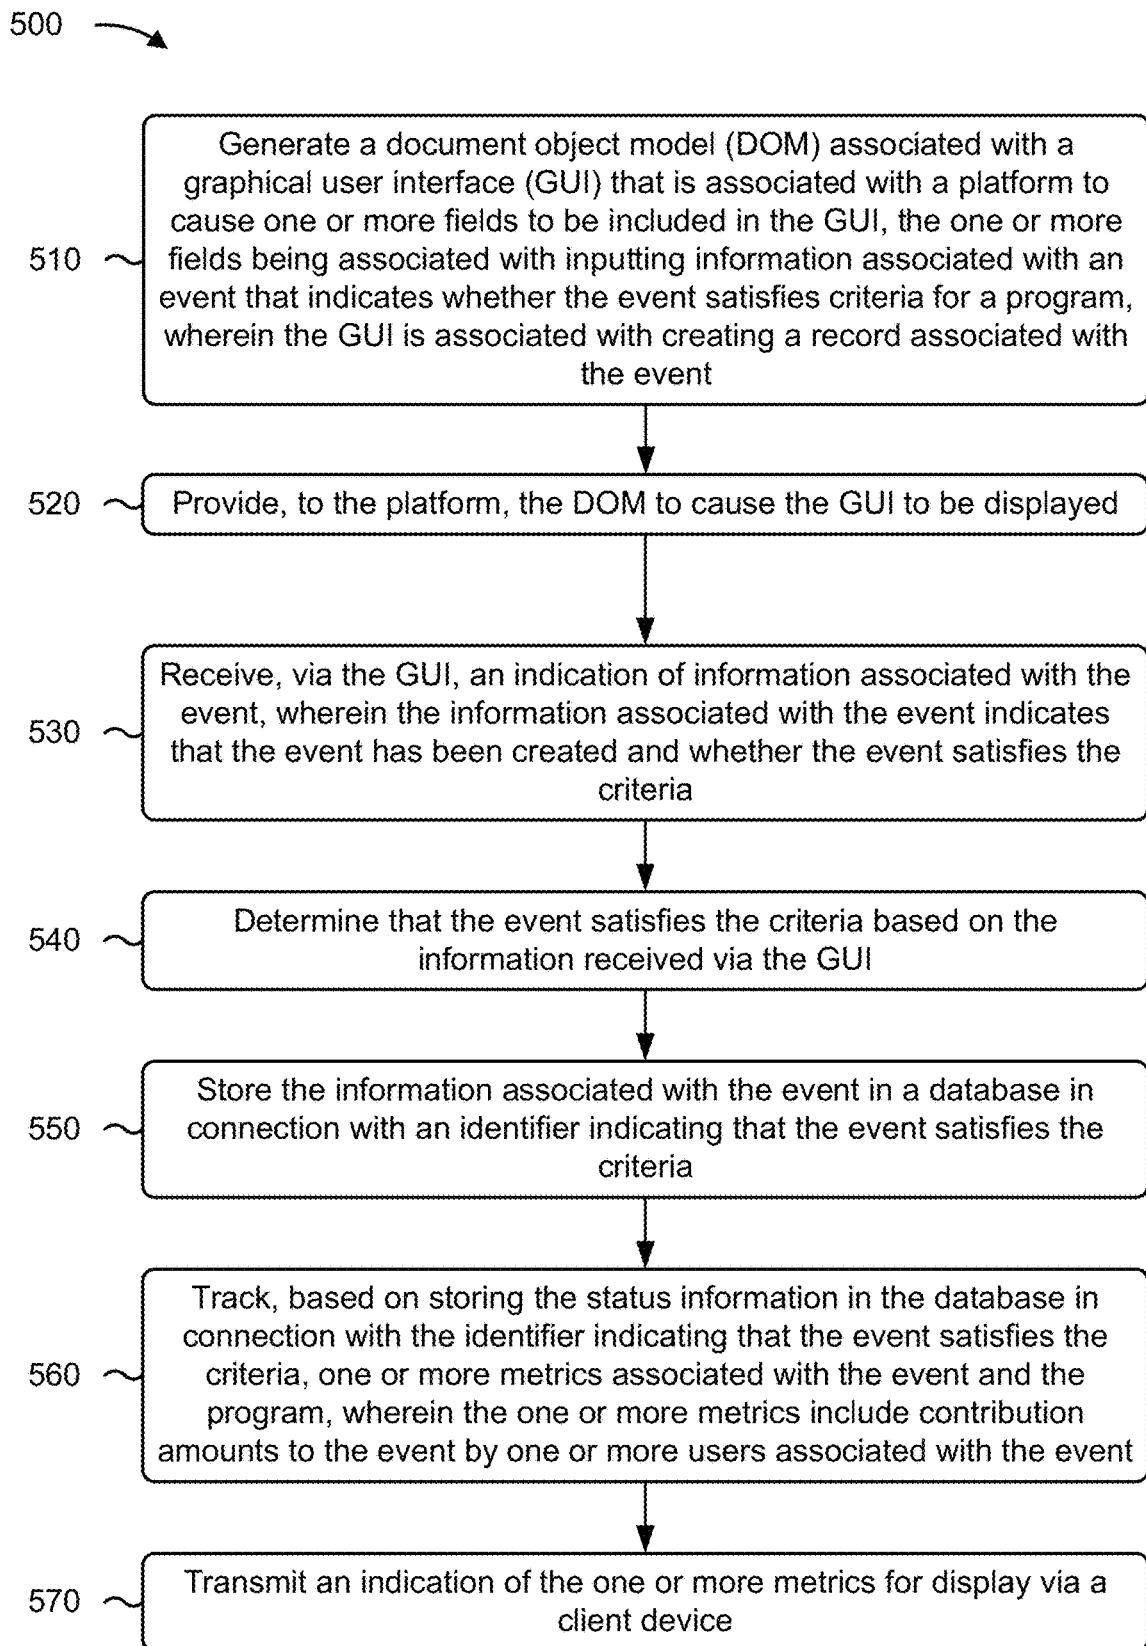 500
510
Generate a document object model (DOM) associated with a
graphical user interface (GUI) that is associated with a platform to
cause one or more fields to be included in the GUI, the one or more
fields being associated with inputting information associated with an
event that indicates whether the event satisfies criteria for a program,
wherein the GUI is associated with creating a record associated with
the event
520
Provide, to the platform, the DOM to cause the GUI to be displayed
530
Receive, via the GUI, an indication of information associated with the
event, wherein the information associated with the event indicates
that the event has been created and whether the event satisfies the
criteria
540
Determine that the event satisfies the criteria based on the
information received via the GUI
550
Store the information associated with the event in a database in
connection with an identifier indicating that the event satisfies the
criteria
560
Track, based on storing the status information in the database in
connection with the identifier indicating that the event satisfies the
criteria, one or more metrics associated with the event and the
program, wherein the one or more metrics include contribution
amounts to the event by one or more users associated with the event
570
Transmit an indication of the one or more metrics for display via a
client device